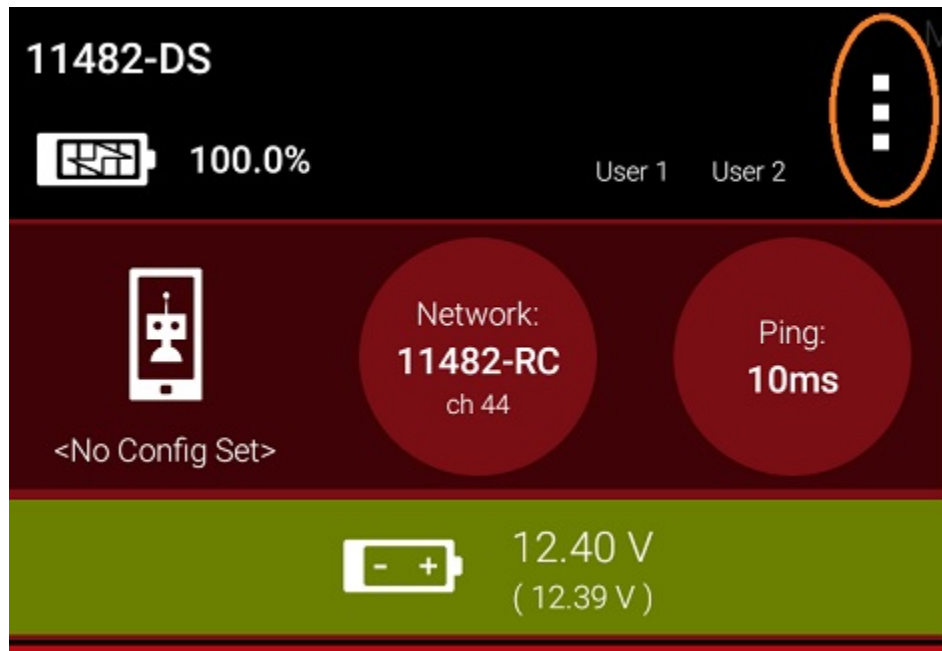 11482-DS
100.0%
User 1 User 2
Network:
11482-RC
ch 44
Ping:
10ms
<No Config Set>
12.40 V
( 12.39 V )